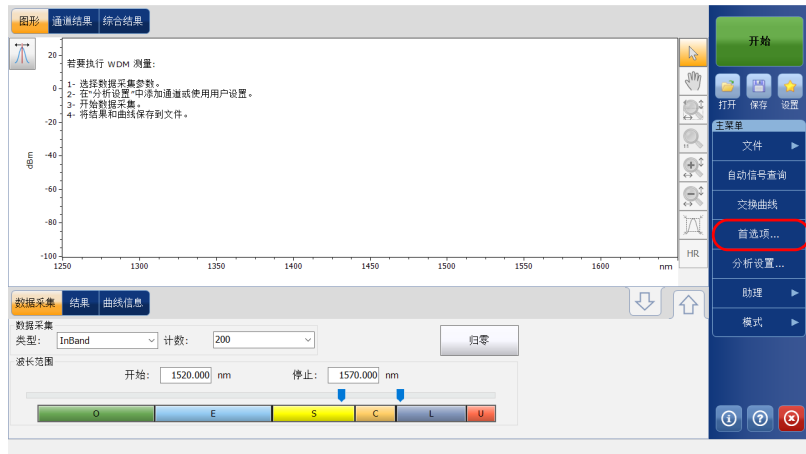 图形 通道结果 综合结果
开始
20
0
-20
-40
-60
-80
-100
dBm
若要执行 WDM 测量:
1- 选择数据采集参数。
2- 在"分析设置"中添加通道或使用用户设置。
3- 开始数据采集。
4- 将结果和曲线保存到文件。
1250 1300 1350 1400 1450 1500 1550 1600 nm
HR
打开 保存 设置
主菜单
文件
自动信号查询
交换曲线
首选项...
分析设置...
助理
模式
数据采集 结果 曲线信息
数据采集
类型: InBand 计数: 200 归零
波长范围
开始: 1520.000 nm 停止: 1570.000 nm
O E S C L U